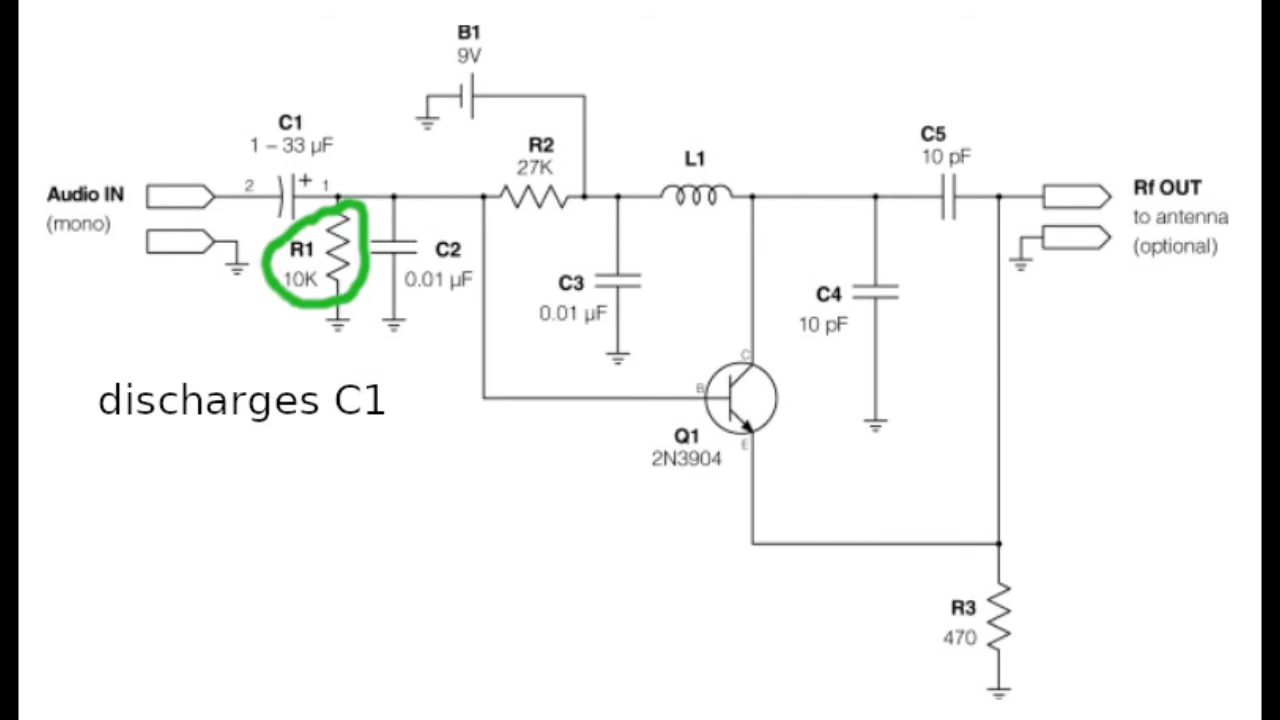 B1
9V
C1
1 – 33 µF
2
+
1
R2
27K
L1
C5
10 pF
Audio IN
(mono)
Rf OUT
to antenna
(optional)
R1
10K
C2
0.01 µF
C3
0.01 µF
C4
10 pF
C
B
E
Q1
2N3904
discharges C1
R3
470